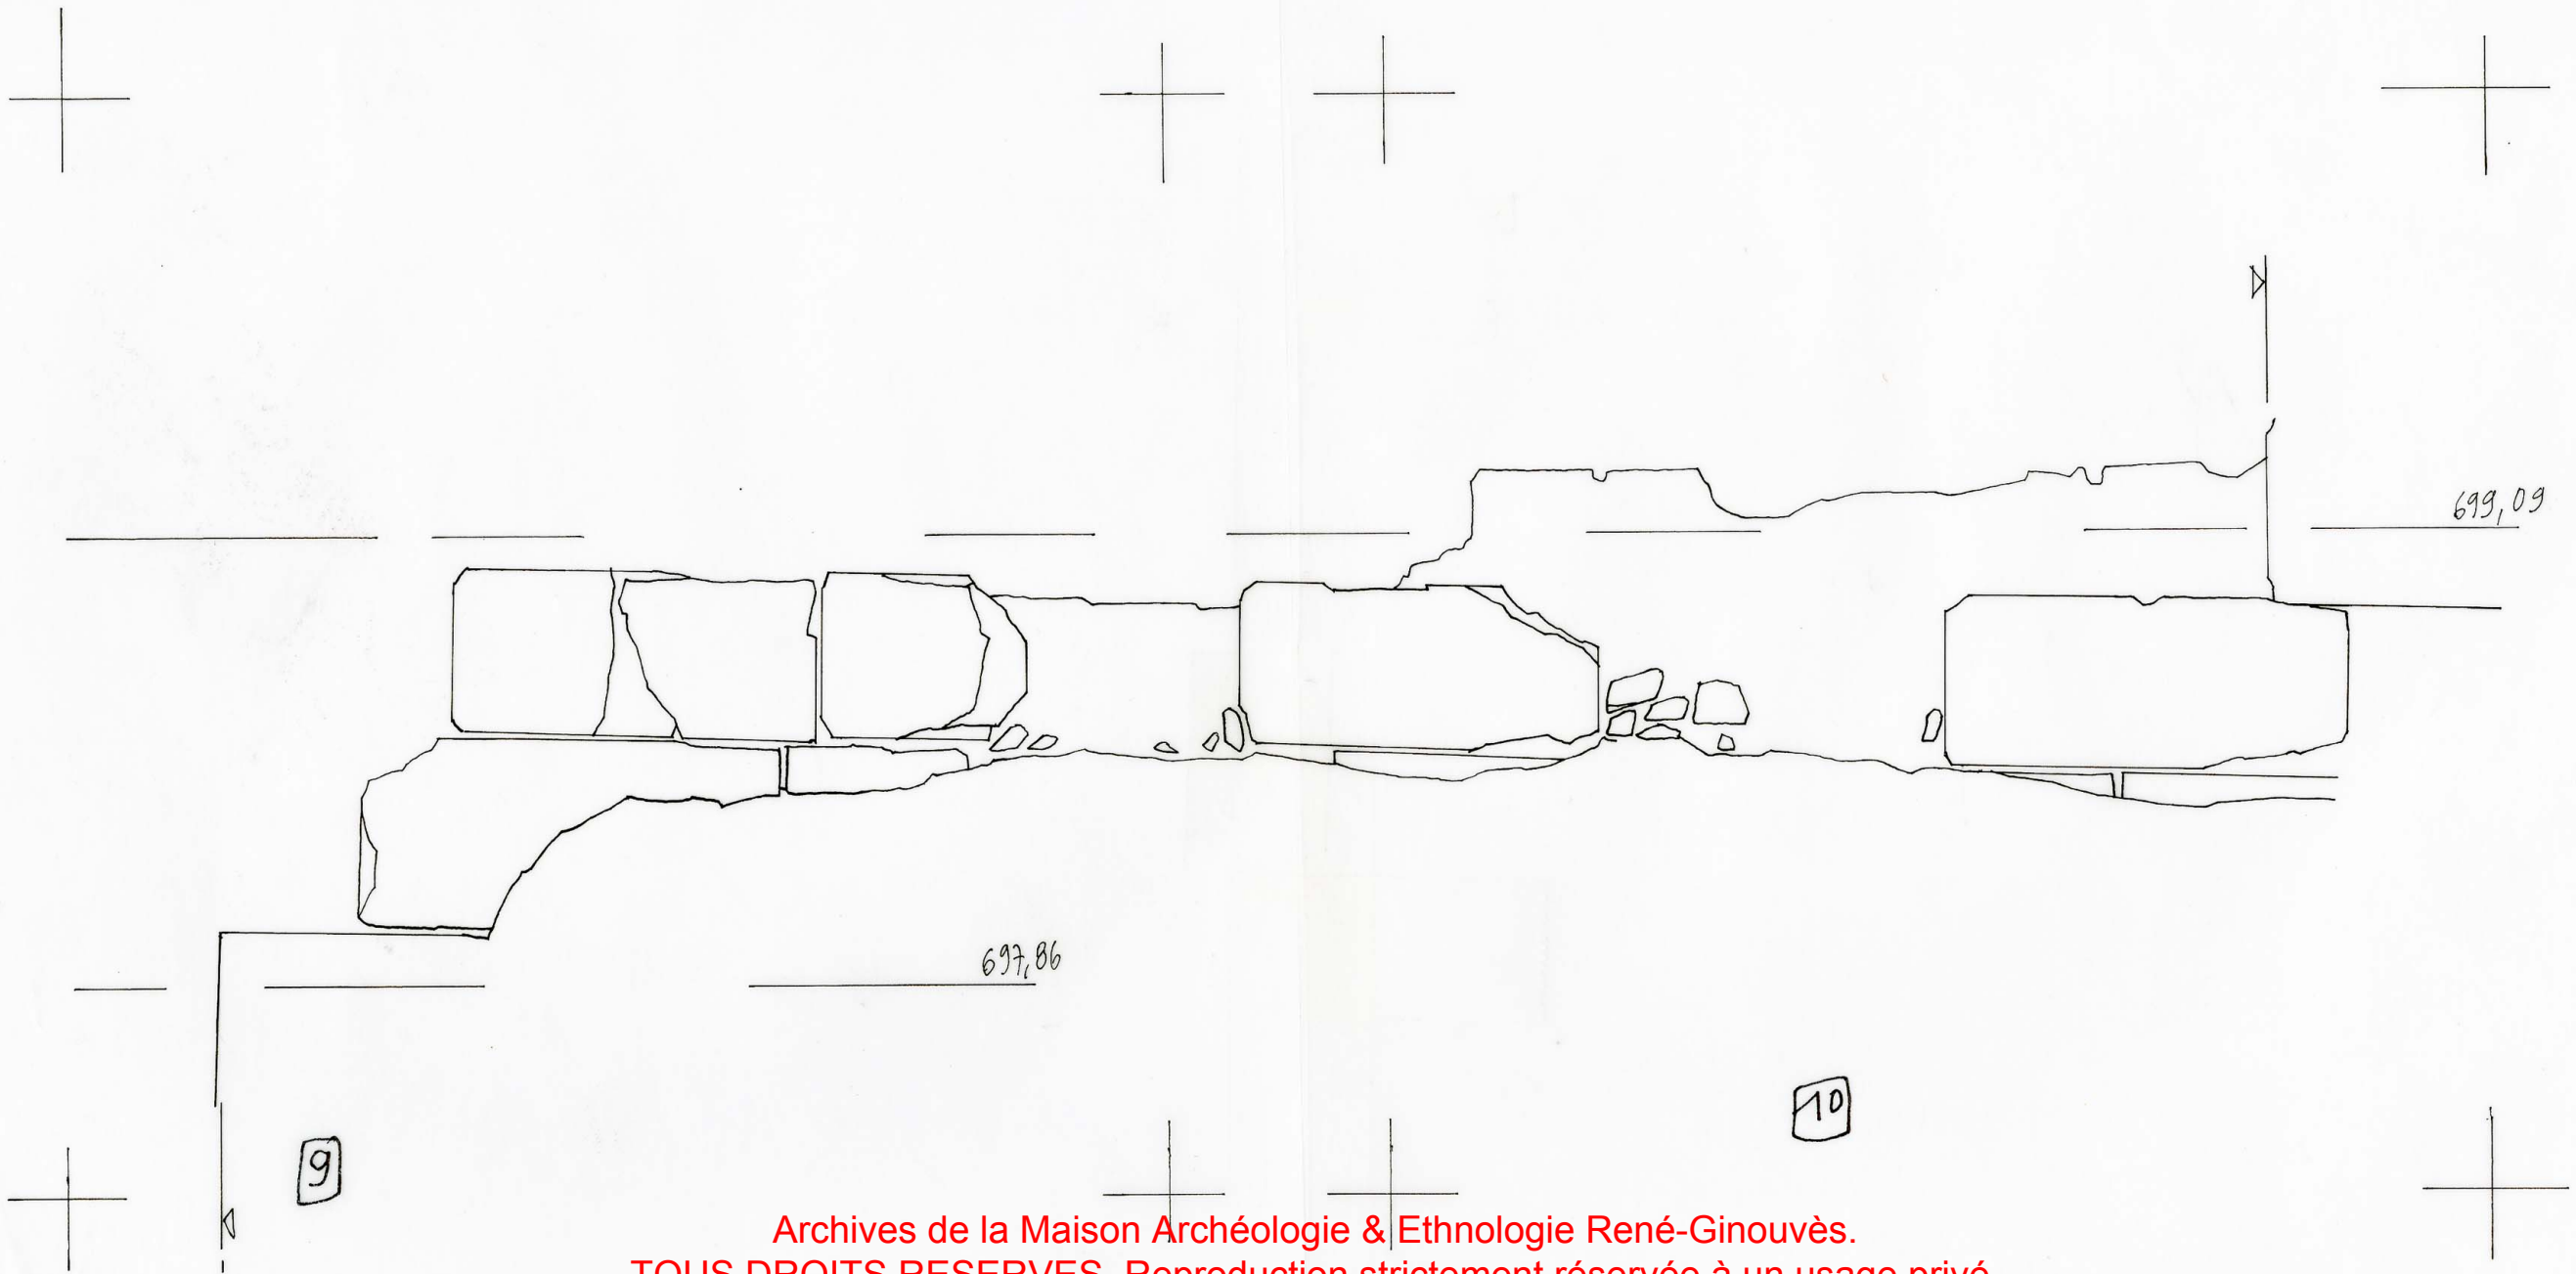 699,09
697,86
10
9
Archives de la Maison Archéologie & Ethnologie René-Ginouvès.
TOUS DROITS RESERVES. Reproduction strictement réservée à un usage privé